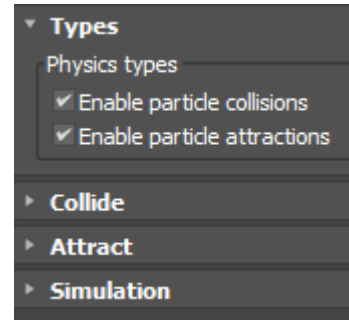 Types
Physics types
Enable particle collisions
Enable particle attractions
Collide
Attract
Simulation